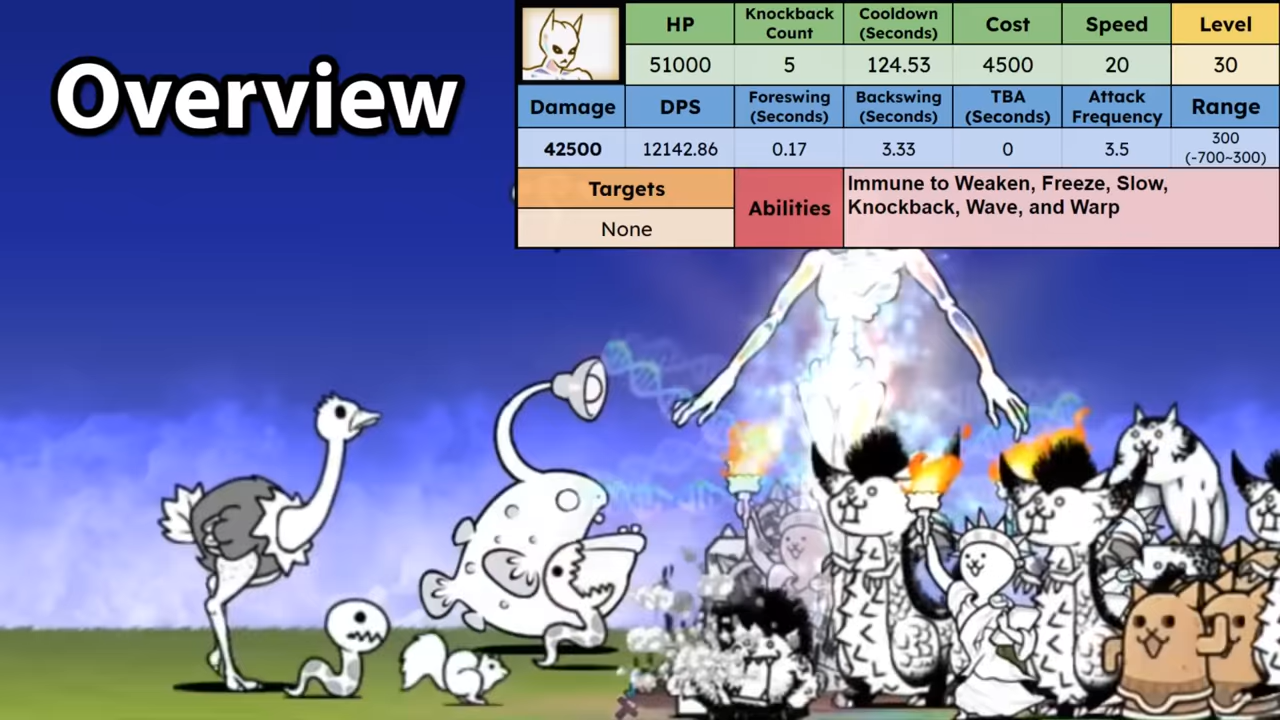 Overview
HP
Knockback
Count
Cooldown
(Seconds)
Cost
Speed
Level
51000
5
124.53
4500
20
30
Damage
DPS
Foreswing
(Seconds)
Backswing
(Seconds)
TBA
(Seconds)
Attack
Frequency
Range
42500
12142.86
0.17
3.33
0
3.5
300
(-700~300)
Targets
Abilities
Immune to Weaken, Freeze, Slow,
Knockback, Wave, and Warp
None